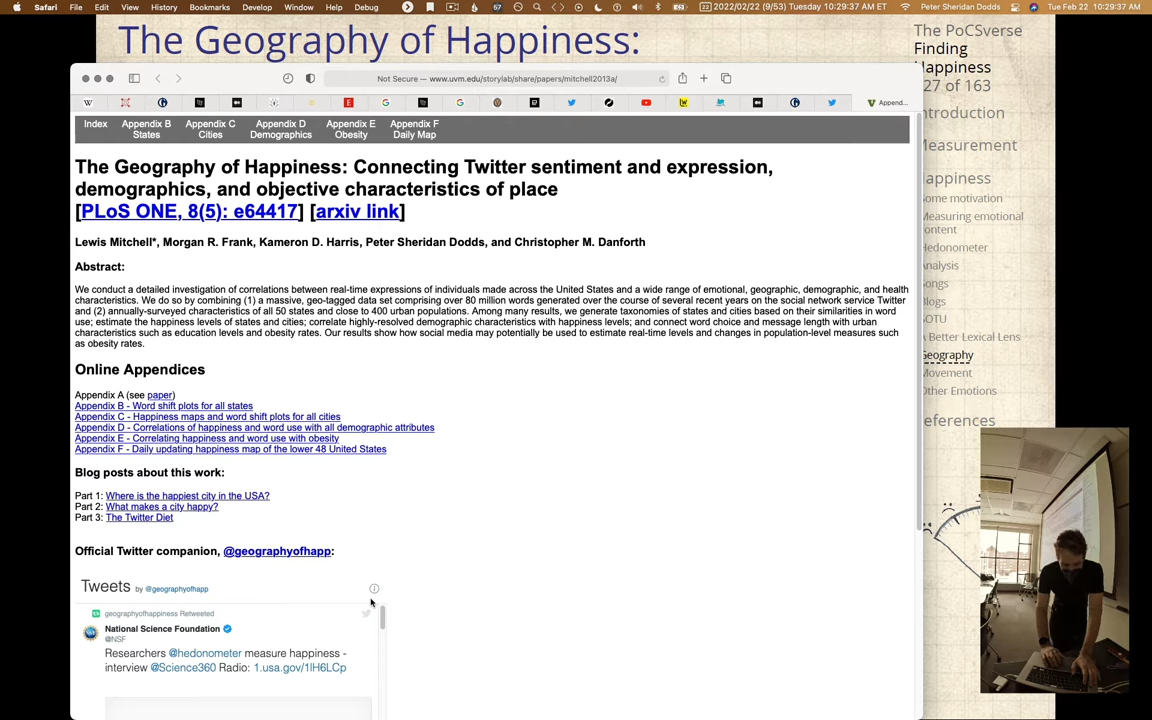 Safari File Edit View History Bookmarks Develop Window Help Debug 67 2022/02/22 (9/53) Tuesday 10:29:37 AM ET Peter Sheridan Dodds Tue Feb 22 10:29:37 AM
The Geography of Happiness:
The PoCSverse
Finding
Happiness
27 of 163
Not Secure — www.uvm.edu/storylab/share/papers/mitchell2013a/
Append...
Index Appendix B States Appendix C Cities Appendix D Demographics Appendix E Obesity Appendix F Daily Map
ntroduction
Measurement
appiness
Some motivation
Measuring emotional
ontent
Hedonometer
Analysis
Songs
Blogs
SOTU
A Better Lexical Lens
Geography
Movement
Other Emotions
eferences
The Geography of Happiness: Connecting Twitter sentiment and expression,
demographics, and objective characteristics of place
[PLoS ONE, 8(5): e64417] [arxiv link]
Lewis Mitchell*, Morgan R. Frank, Kameron D. Harris, Peter Sheridan Dodds, and Christopher M. Danforth
Abstract:
We conduct a detailed investigation of correlations between real-time expressions of individuals made across the United States and a wide range of emotional, geographic, demographic, and health
characteristics. We do so by combining (1) a massive, geo-tagged data set comprising over 80 million words generated over the course of several recent years on the social network service Twitter
and (2) annually-surveyed characteristics of all 50 states and close to 400 urban populations. Among many results, we generate taxonomies of states and cities based on their similarities in word
use; estimate the happiness levels of states and cities; correlate highly-resolved demographic characteristics with happiness levels; and connect word choice and message length with urban
characteristics such as education levels and obesity rates. Our results show how social media may potentially be used to estimate real-time levels and changes in population-level measures such
as obesity rates.
Online Appendices
Appendix A (see paper)
Appendix B - Word shift plots for all states
Appendix C - Happiness maps and word shift plots for all cities
Appendix D - Correlations of happiness and word use with all demographic attributes
Appendix E - Correlating happiness and word use with obesity
Appendix F - Daily updating happiness map of the lower 48 United States
Blog posts about this work:
Part 1: Where is the happiest city in the USA?
Part 2: What makes a city happy?
Part 3: The Twitter Diet
Official Twitter companion, @geographyofhapp:
Tweets by @geographyofhapp
geographyofhappiness Retweeted
National Science Foundation
@NSF
Researchers @hedonometer measure happiness -
interview @Science360 Radio: 1.usa.gov/1lH6LCp